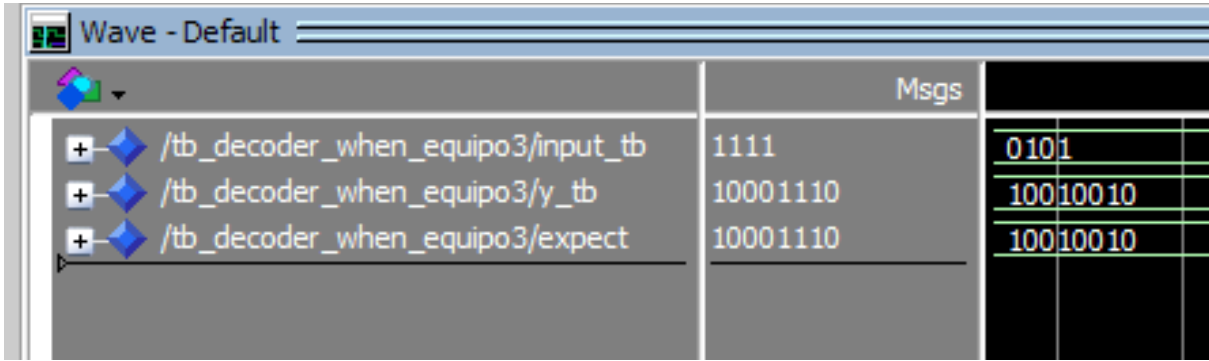 Wave - Default
Msgs
/tb_decoder_when_equipo3/input_tb 1111 0101
/tb_decoder_when_equipo3/y_tb 10001110 10010010
/tb_decoder_when_equipo3/expect 10001110 10010010